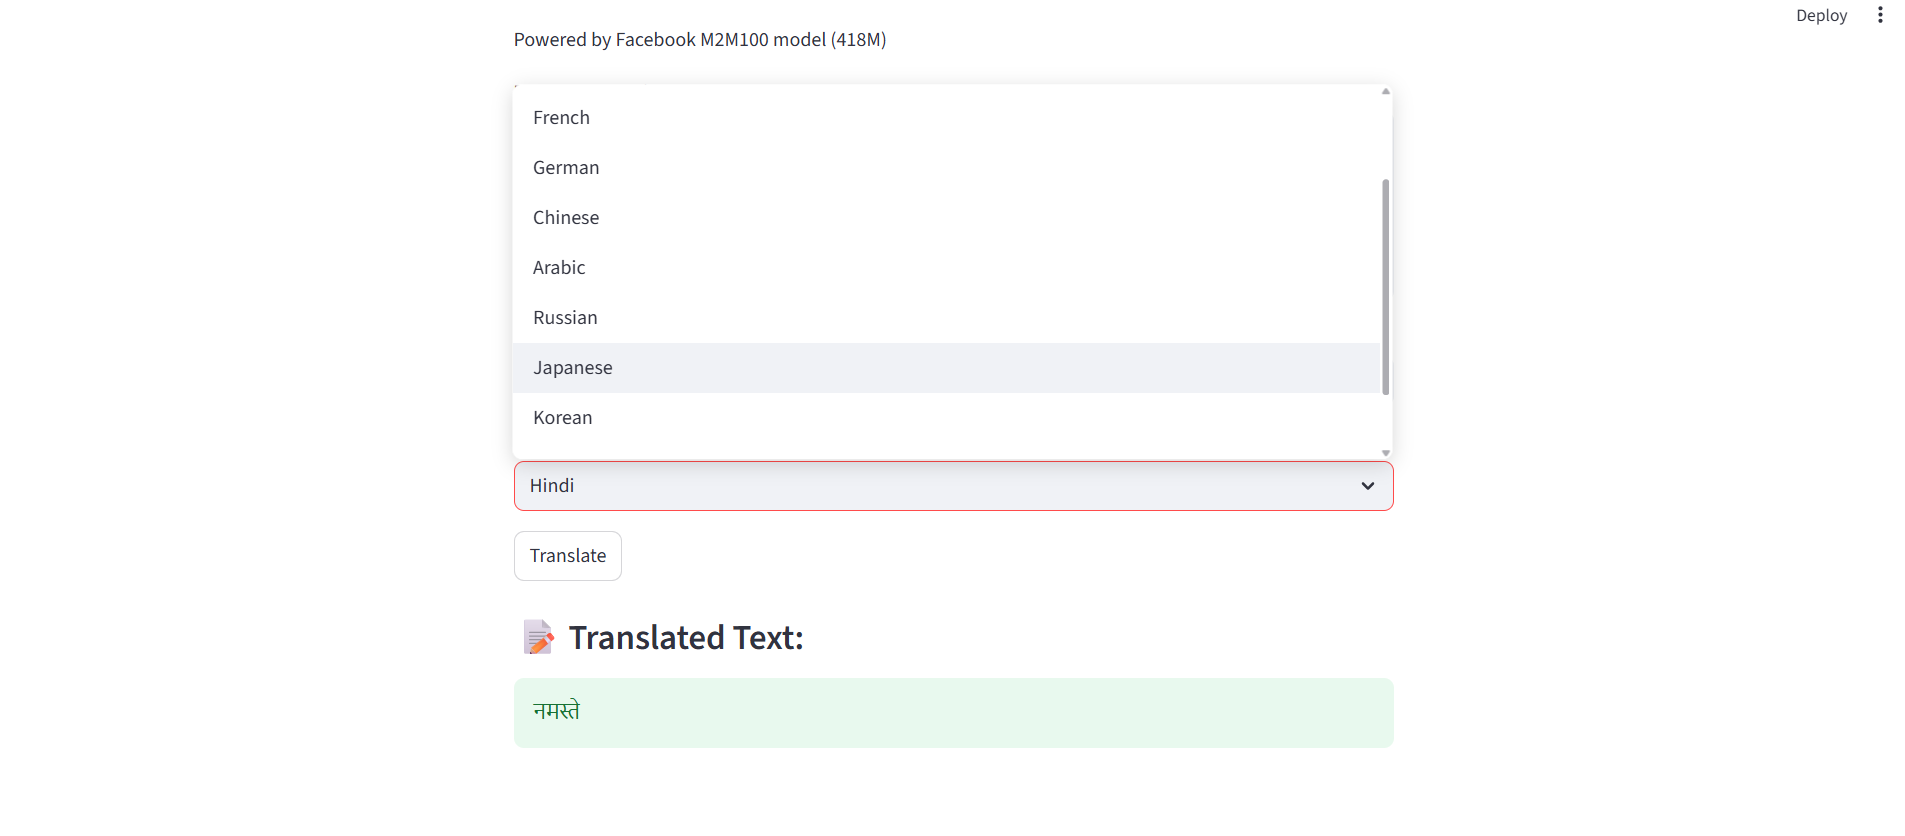 Deploy
Powered by Facebook M2M100 model (418M)
French
German
Chinese
Arabic
Russian
Japanese
Korean
Hindi
Translate
Translated Text:
नमस्ते